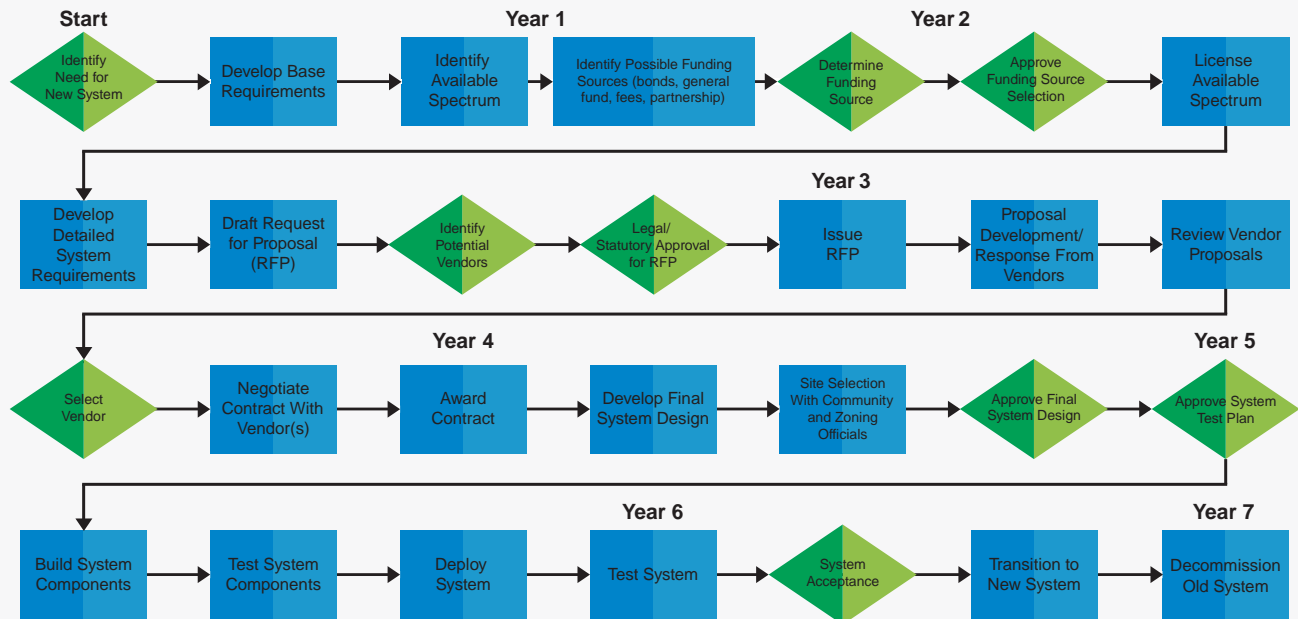 Start
Year 1
Year 2
Identify
Need for
New System
Develop Base
Requirements
Identify
Available
Spectrum
Identify Possible Funding
Sources (bonds, general
fund, fees, partnership)
Determine
Funding
Source
Approve
Funding Source
Selection
License
Available
Spectrum
Year 3
Develop
Detailed
System
Requirements
Draft Request
for Proposal
(RFP)
Identify
Potential
Vendors
Legal/
Statutory Approval
for RFP
Issue
RFP
Proposal
Development/
Response From
Vendors
Review Vendor
Proposals
Year 4
Year 5
Select
Vendor
Negotiate
Contract With
Vendor(s)
Award
Contract
Develop Final
System Design
Site Selection
With Community
and Zoning
Officials
Approve Final
System Design
Approve System
Test Plan
Year 6
Year 7
Build System
Components
Test System
Components
Deploy
System
Test System
System
Acceptance
Transition to
New System
Decommission
Old System